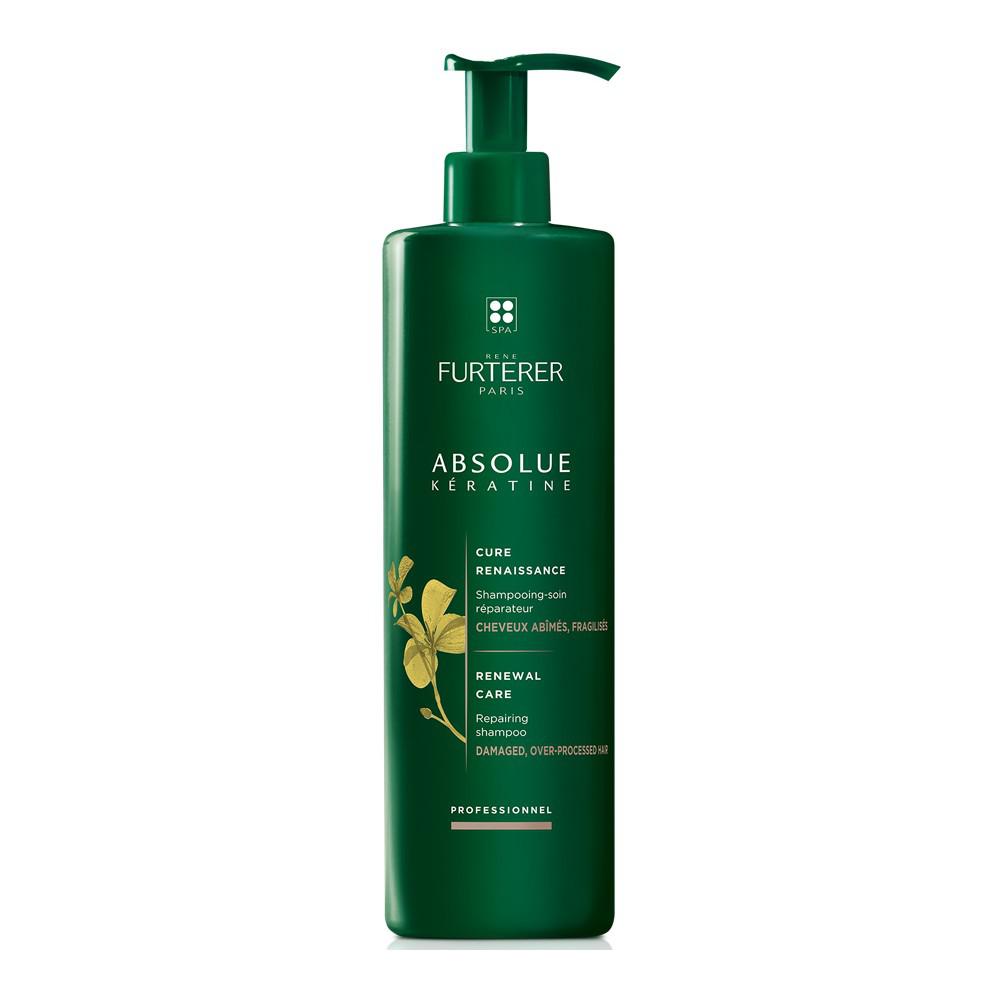 SPA
RENE
FURTERER
PARIS
ABSOLUE
KÉRATINE
CURE
RENAISSANCE
Shampooing-soin
réparateur
CHEVEUX ABÎMÉS, FRAGILISÉS
RENEWAL
CARE
Repairing
shampoo
DAMAGED, OVER-PROCESSED HAIR
PROFESSIONNEL